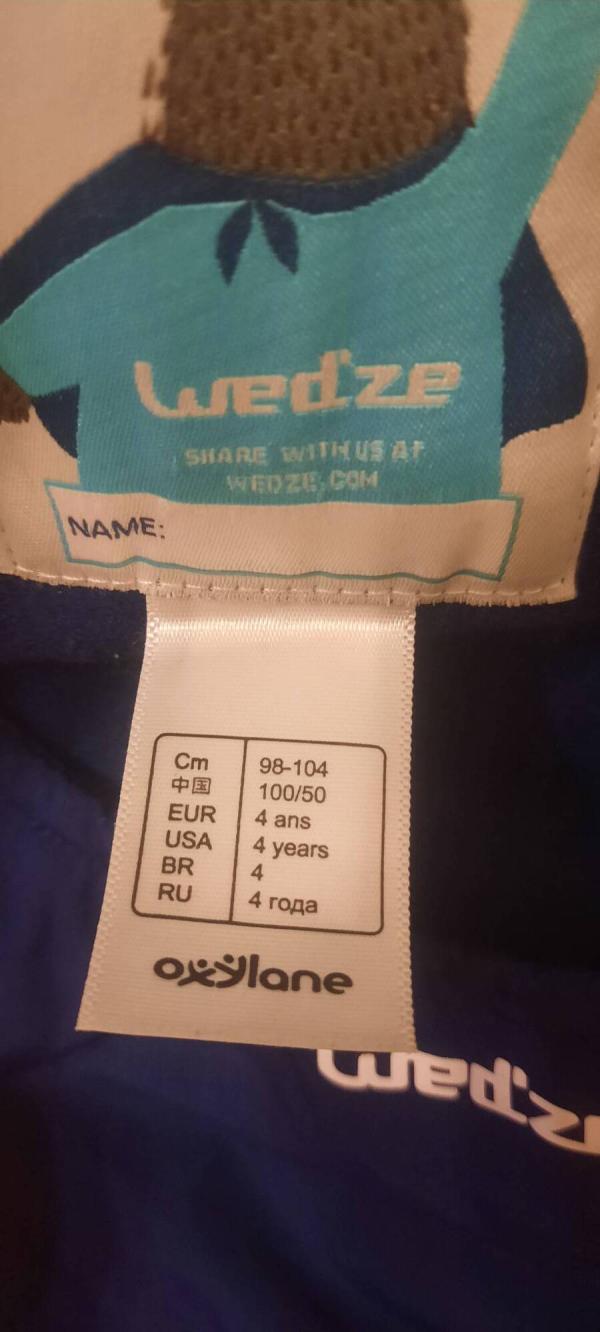 wed'ze
SHARE WITH US AT
WEDZE.COM
NAME:
Cm 98-104
中国 100/50
EUR 4 ans
USA 4 years
BR 4
RU 4 года
oxylane
wed'ze